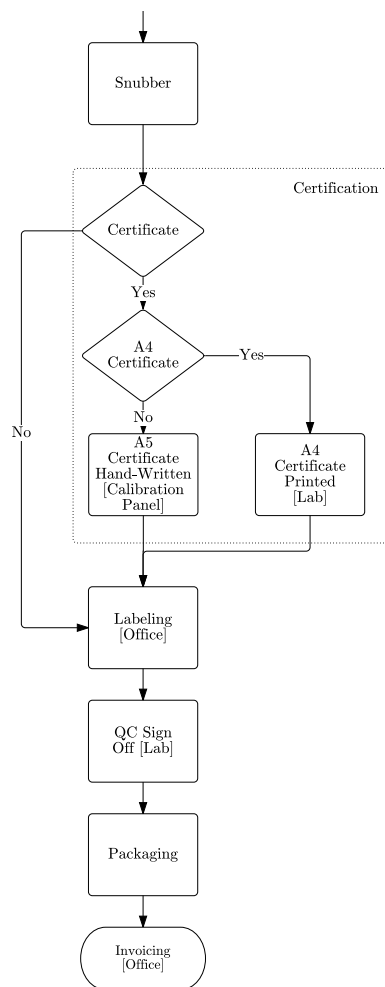 Snubber
Certification
Certificate
Yes
A4
Certificate
Yes
No
No
A5
Certificate
Hand-Written
[Calibration
Panel]
A4
Certificate
Printed
[Lab]
Labeling
[Office]
QC Sign
Off [Lab]
Packaging
Invoicing
[Office]